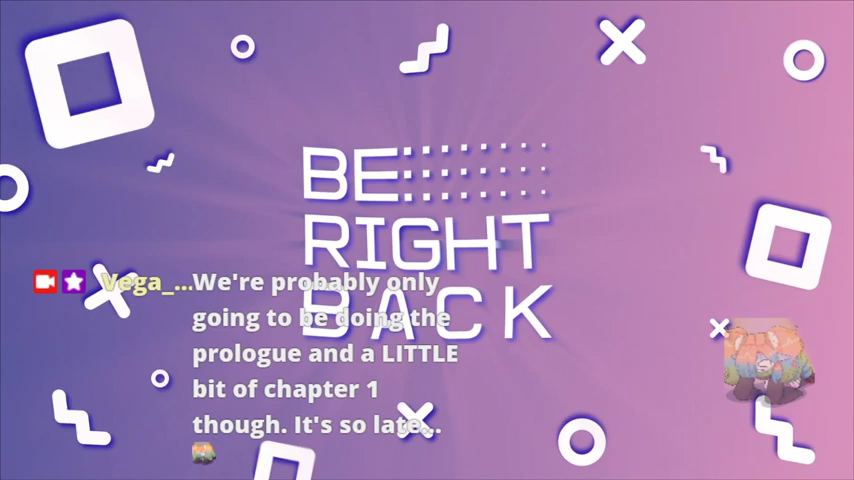 BE
RIGHT
BACK
Vega_...We're probably only
going to be doing the
prologue and a LITTLE
bit of chapter 1
though. It's so late...